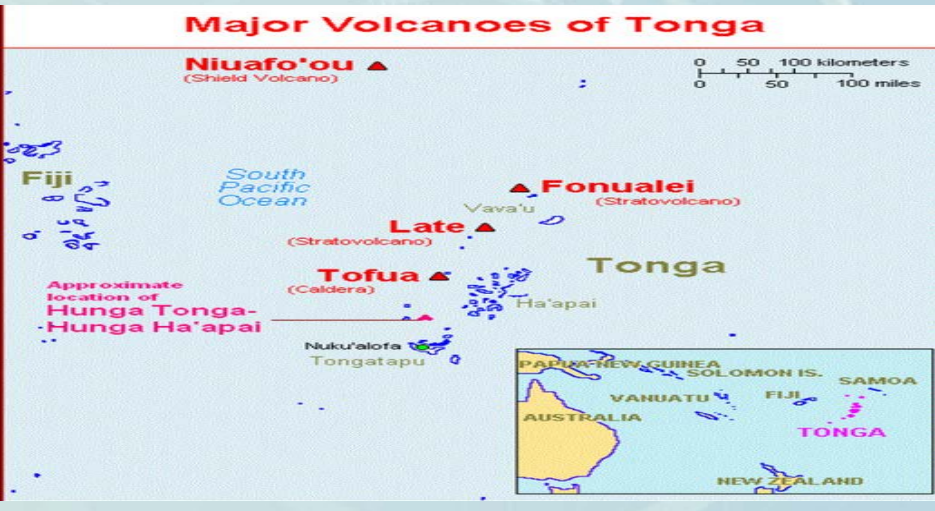 Major Volcanoes of Tonga
Niuafo'ou
(Shield Volcano)
0 50 100 kilometers
0 50 100 miles
Fiji
South
Pacific
Ocean
Fonualei
(Stratovolcano)
Vava'u
Late
(Stratovolcano)
Tonga
Tofua
(Caldera)
Ha'apai
Approximate
location of
Hunga Tonga-
Hunga Ha'apai
Nuku'alofa
Tongatapu
PAPUA-NEW GUINEA
SOLOMON IS.
SAMOA
VANUATU
FIJI
AUSTRALIA
TONGA
NEW ZEALAND